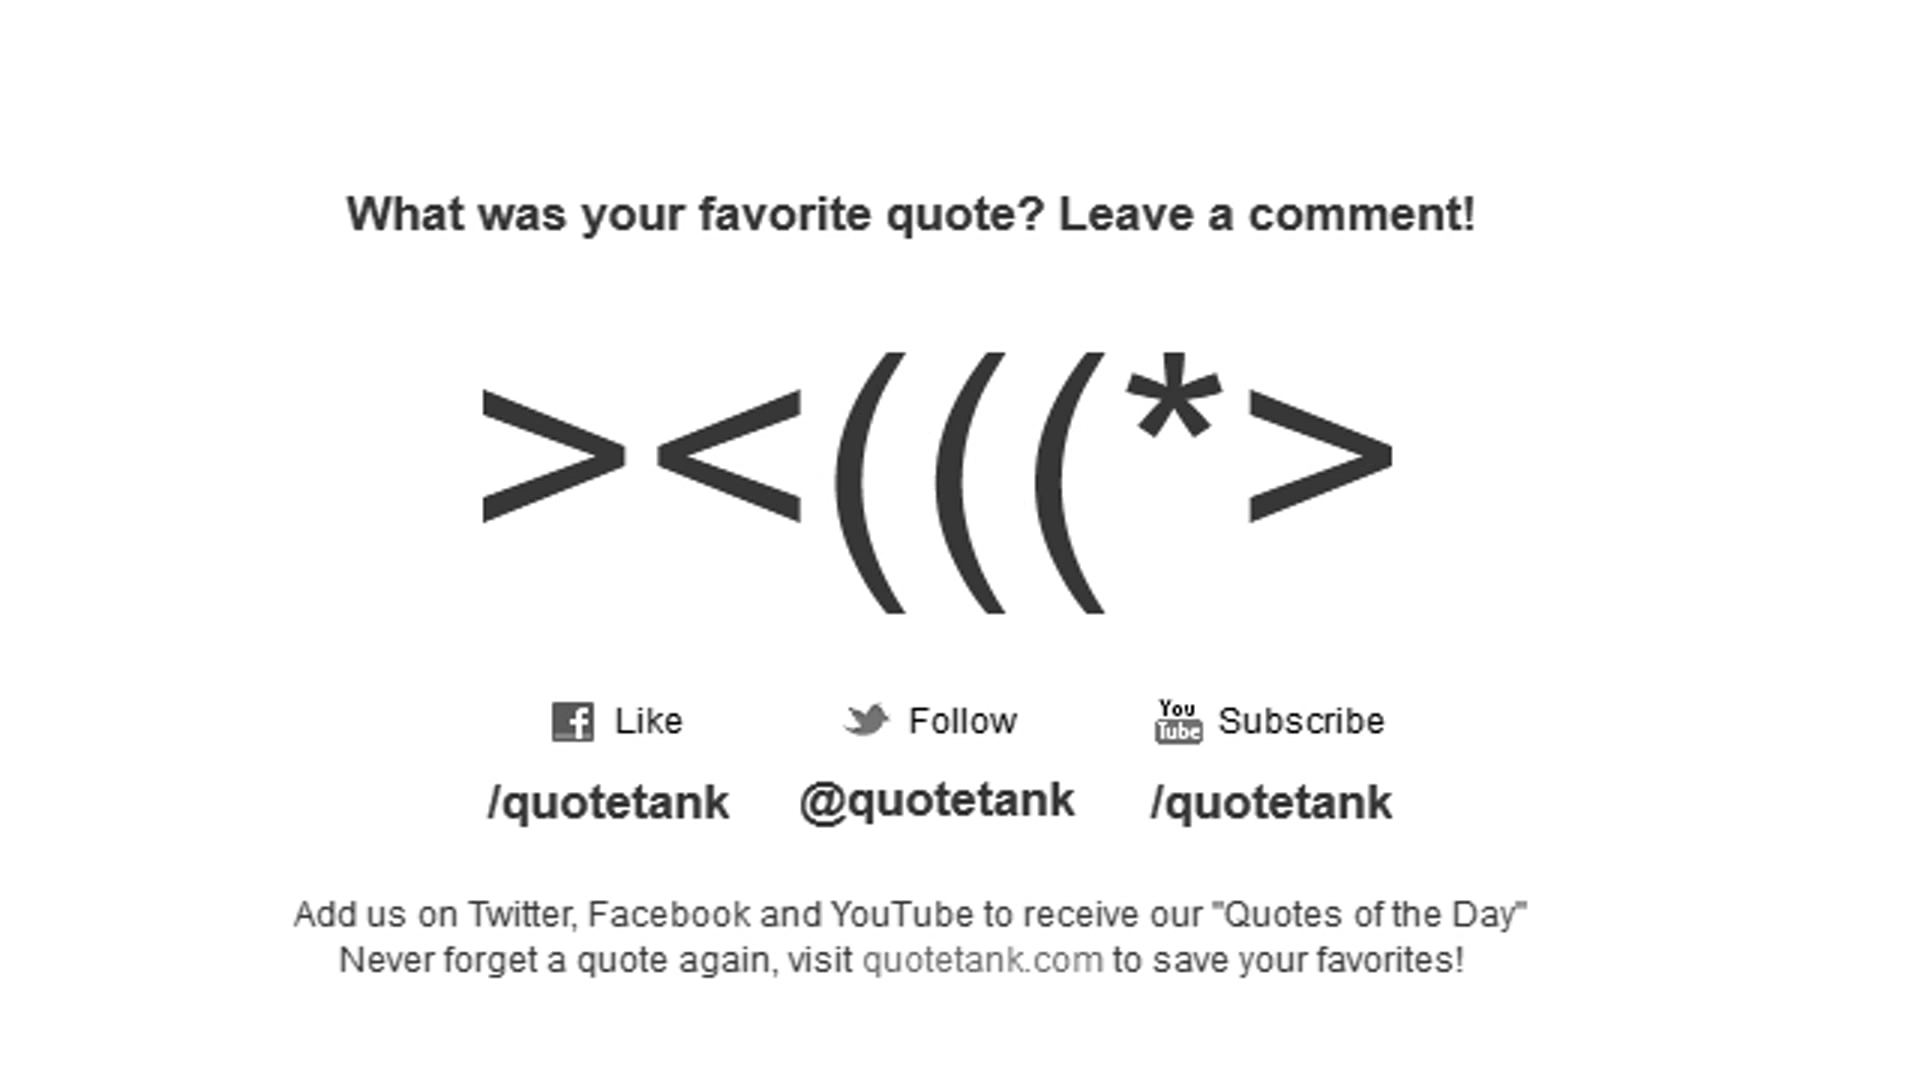 What was your favorite quote? Leave a comment!
><(((*>
f Like
Follow
You Tube Subscribe
/quotetank
@quotetank
/quotetank
Add us on Twitter, Facebook and YouTube to receive our "Quotes of the Day"
Never forget a quote again, visit quotetank.com to save your favorites!